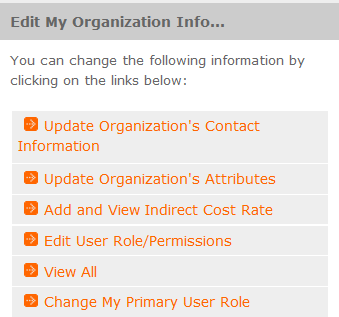 Edit My Organization Info...
You can change the following information by
clicking on the links below:
Update Organization's Contact
Information
Update Organization's Attributes
Add and View Indirect Cost Rate
Edit User Role/Permissions
View All
Change My Primary User Role